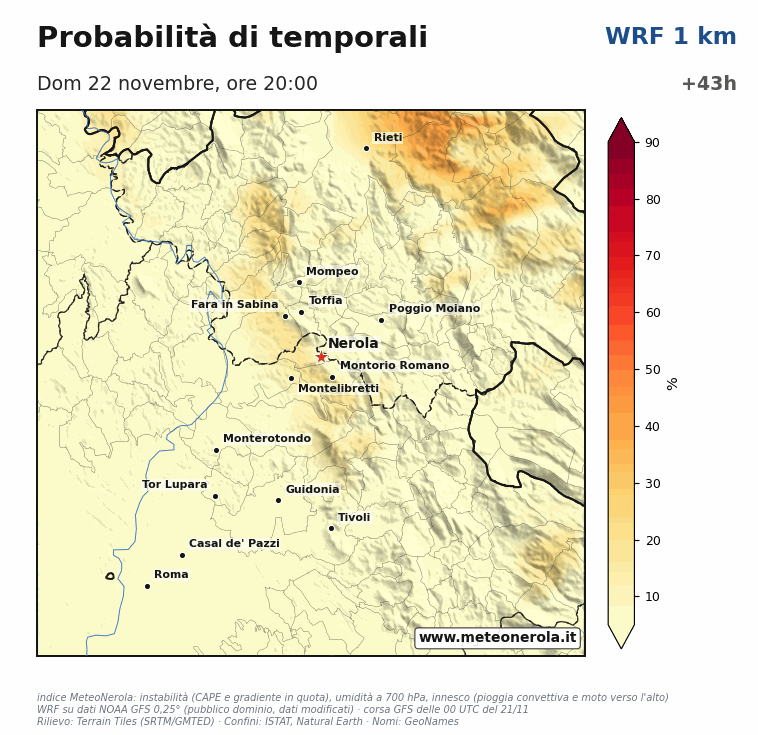 Probabilità di temporali
WRF 1 km
Dom 22 novembre, ore 20:00
+43h
Rieti
Mompeo
Toffia
Fara in Sabina
Poggio Moiano
Nerola
Montorio Romano
Montelibretti
Monterotondo
Tor Lupara
Guidonia
Tivoli
Casal de' Pazzi
Roma
www.meteonerola.it
90
80
70
60
50
40
30
20
10
%
indice MeteoNerola: instabilità (CAPE e gradiente in quota), umidità a 700 hPa, innesco (pioggia convettiva e moto verso l'alto)
WRF su dati NOAA GFS 0,25° (pubblico dominio, dati modificati) · corsa GFS delle 00 UTC del 21/11
Rilievo: Terrain Tiles (SRTM/GMTED) · Confini: ISTAT, Natural Earth · Nomi: GeoNames